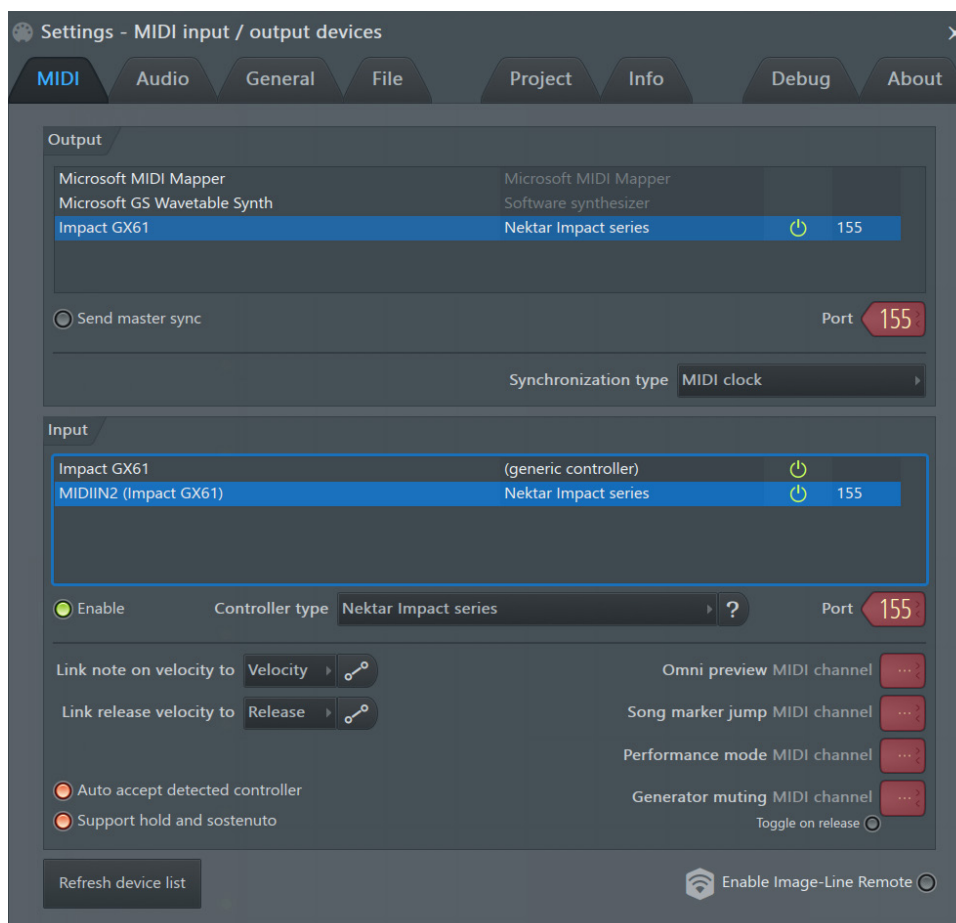 Settings - MIDI input / output devices
MIDI Audio General File Project Info Debug About
Output
Microsoft MIDI Mapper Microsoft MIDI Mapper
Microsoft GS Wavetable Synth Software synthesizer
Impact GX61 Nektar Impact series 155
Send master sync Port 155
Synchronization type MIDI clock
Input
Impact GX61 (generic controller)
MIDIIN2 (Impact GX61) Nektar Impact series 155
Enable Controller type Nektar Impact series ? Port 155
Link note on velocity to Velocity Omni preview MIDI channel ...
Link release velocity to Release Song marker jump MIDI channel ...
Performance mode MIDI channel ...
Auto accept detected controller Generator muting MIDI channel ...
Support hold and sostenuto Toggle on release
Refresh device list Enable Image-Line Remote